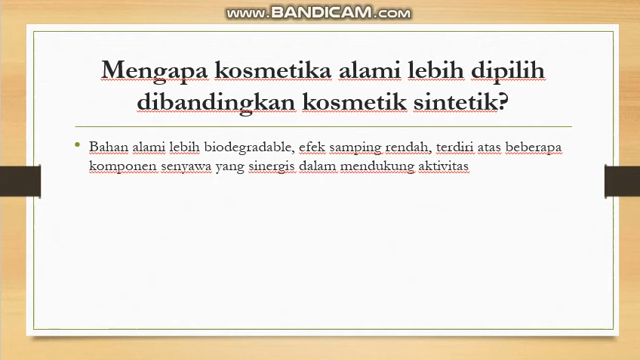 www.BANDICAM.com
Mengapa kosmetika alami lebih dipilih
dibandingkan kosmetik sintetik?
• Bahan alami lebih biodegradable, efek samping rendah, terdiri atas beberapa
komponen senyawa yang sinergis dalam mendukung aktivitas